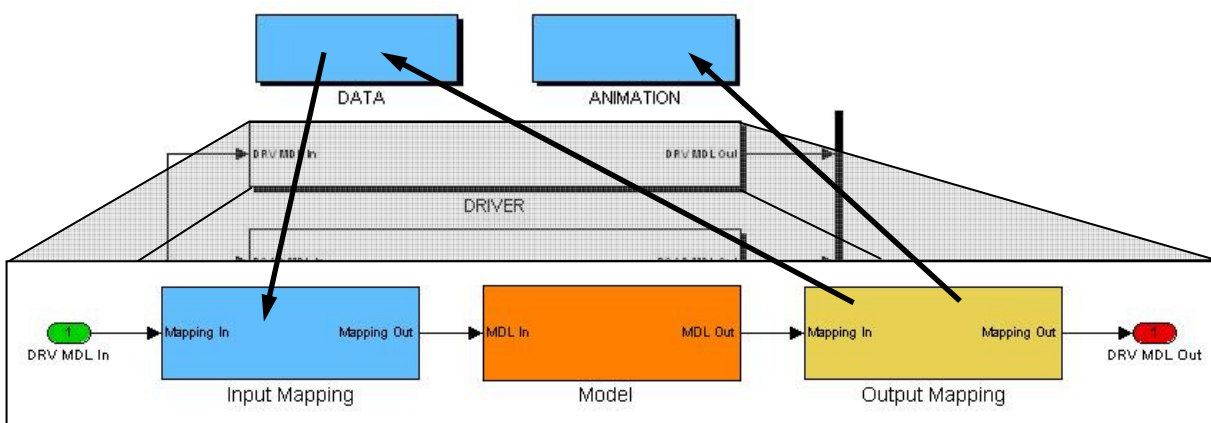 DATA
ANIMATION
DRV MDL In
DRV MDL Out
DRIVER
1
Mapping In
Mapping Out
MDL In
MDL Out
Mapping In
Mapping Out
1
DRV MDL In
DRV MDL Out
Input Mapping
Model
Output Mapping